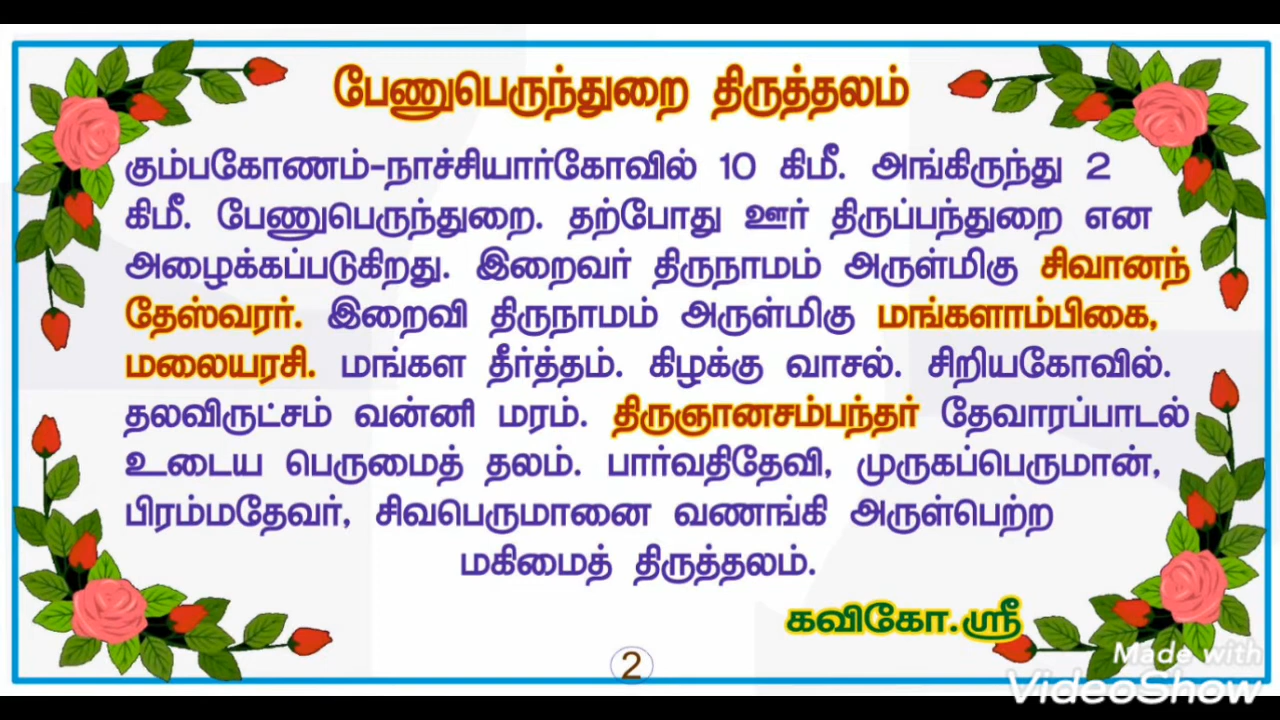 பேணுபெருந்துறை திருத்தலம்
கும்பகோணம்-நாச்சியார்கோவில் 10 கிமீ. அங்கிருந்து 2
கிமீ. பேணுபெருந்துறை. தற்போது ஊர் திருப்பந்துறை என
அழைக்கப்படுகிறது. இறைவர் திருநாமம் அருள்மிகு சிவானந்
தேஸ்வரர். இறைவி திருநாமம் அருள்மிகு மங்களாம்பிகை,
மலையரசி. மங்கள தீர்த்தம். கிழக்கு வாசல். சிறியகோவில்.
தலவிருட்சம் வன்னி மரம். திருஞானசம்பந்தர் தேவாரப்பாடல்
உடைய பெருமைத் தலம். பார்வதிதேவி, முருகப்பெருமான்,
பிரம்மதேவர், சிவபெருமானை வணங்கி அருள்பெற்ற
மகிமைத் திருத்தலம்.
கவிகோ.ஸ்ரீ
2
Made with
VideoShow